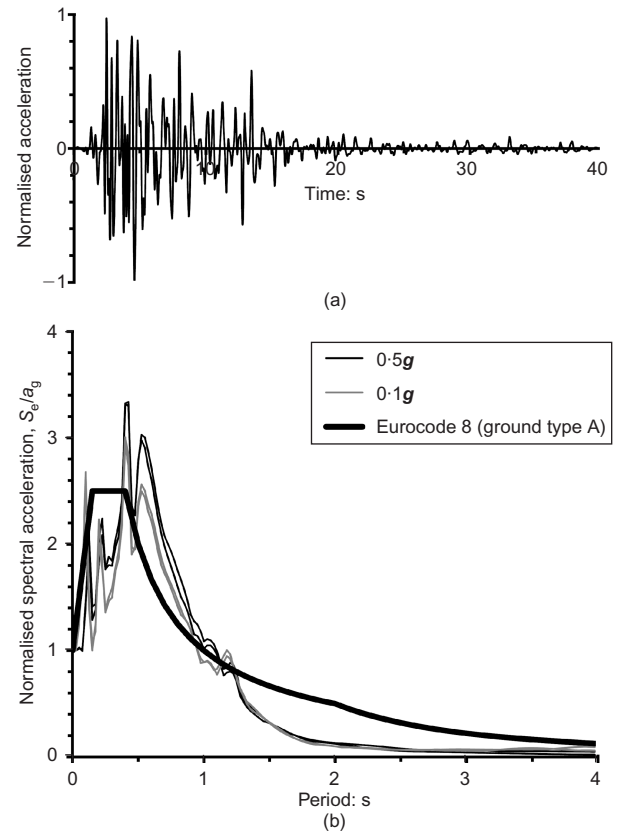 Normalised acceleration
1
0
−1
0
10
20
30
40
Time: s
(a)
Normalised spectral acceleration, Se/ag
4
3
2
1
0
0·5g
0·1g
Eurocode 8 (ground type A)
0
1
2
3
4
Period: s
(b)